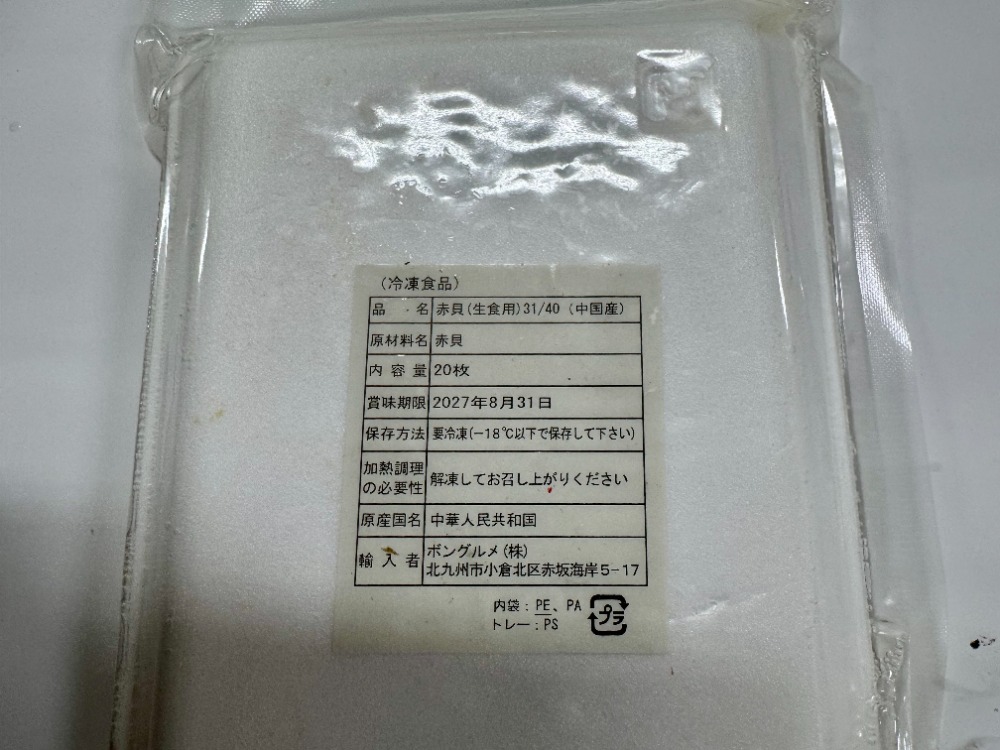 (冷凍食品)
品・名 赤貝(生食用)31/40 (中国産)
原材料名 赤貝
内容量 20枚
賞味期限 2027年8月31日
保存方法 要冷凍(-18℃以下で保存して下さい)
加熱調理の必要性 解凍してお召し上がりください
原産国名 中華人民共和国
輸入者 ボングルメ(株)
北九州市小倉北区赤坂海岸5-17
内袋:PE、PA
トレー:PS
プラ